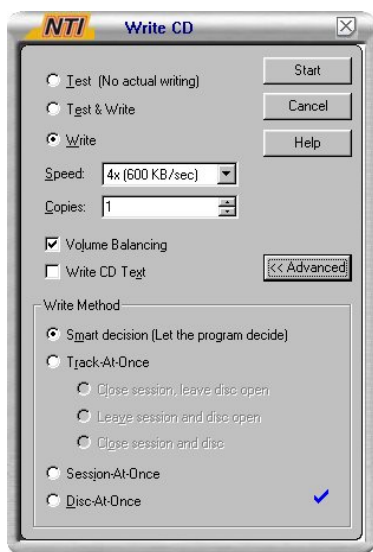 NTI Write CD
Test (No actual writing)
Start
Test & Write
Cancel
Write
Help
Speed: 4x (600 KB/sec)
Copies: 1
Volume Balancing
Write CD Text
<< Advanced
Write Method
Smart decision (Let the program decide)
Track-At-Once
Close session, leave disc open
Leave session and disc open
Close session and disc
Session-At-Once
Disc-At-Once